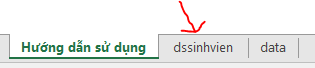 Hướng dẫn sử dụng dssinhvien data